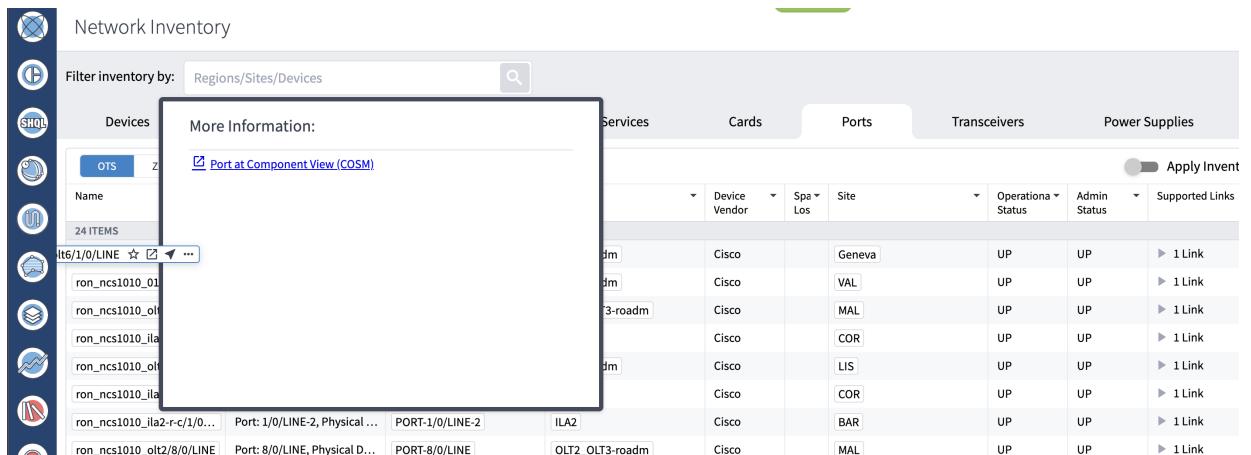 Network Inventory
Filter inventory by: Regions/Sites/Devices
SHQL
Devices Services Cards Ports Transceivers Power Supplies
More Information:
Port at Component View (COSM)
OTS Apply Invent
Name Device Vendor Spa Los Site Operationa Status Admin Status Supported Links
24 ITEMS
lt6/1/0/LINE dm Cisco Geneva UP UP 1 Link
ron_ncs1010_01 dm Cisco VAL UP UP 1 Link
ron_ncs1010_olt T3-roadm Cisco MAL UP UP 1 Link
ron_ncs1010_ila Cisco COR UP UP 1 Link
ron_ncs1010_olt dm Cisco LIS UP UP 1 Link
ron_ncs1010_ila Cisco COR UP UP 1 Link
ron_ncs1010_ila2-r-c/1/0... Port: 1/0/LINE-2, Physical ... PORT-1/0/LINE-2 ILA2 Cisco BAR UP UP 1 Link
ron_ncs1010_olt2/8/0/LINE Port: 8/0/LINE, Physical D... PORT-8/0/LINE OLT2_OLT3-roadm Cisco MAL UP UP 1 Link